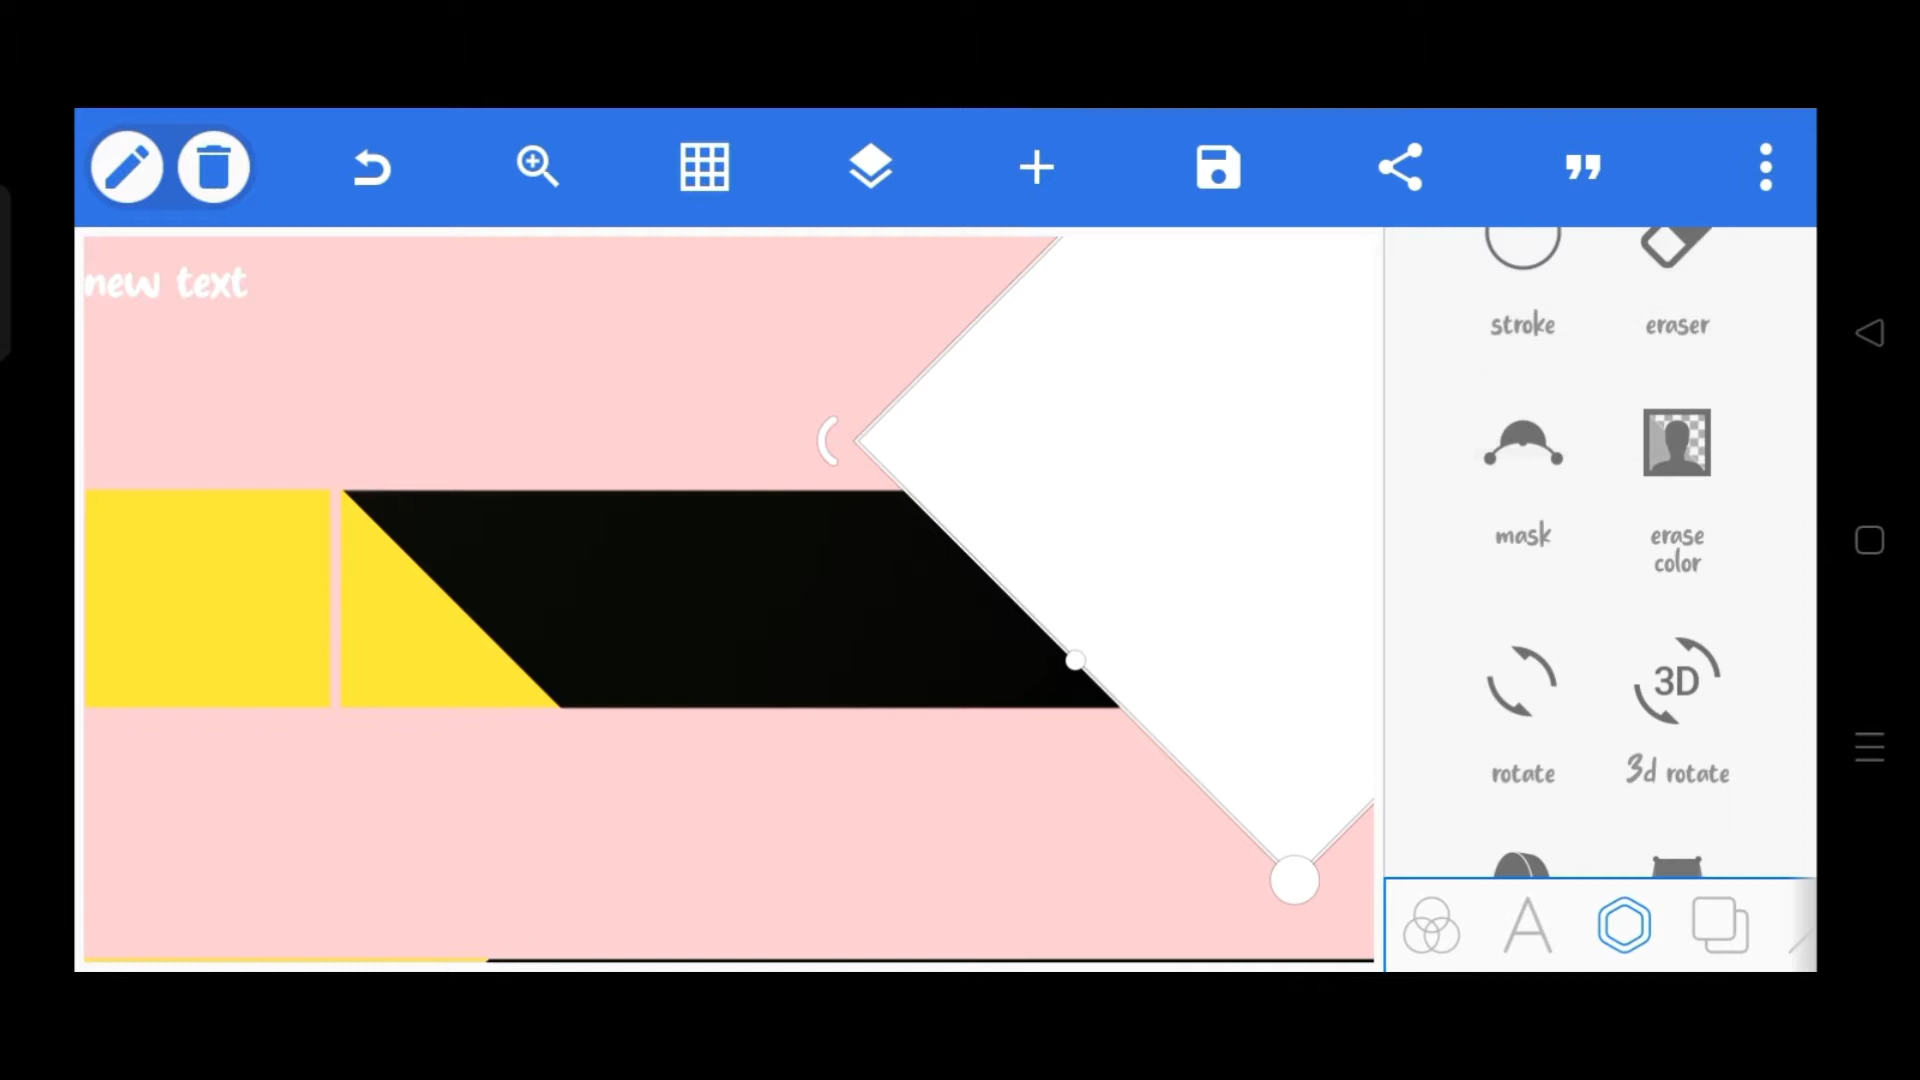 new text
stroke
eraser
mask
erase
color
3D
rotate
3d rotate